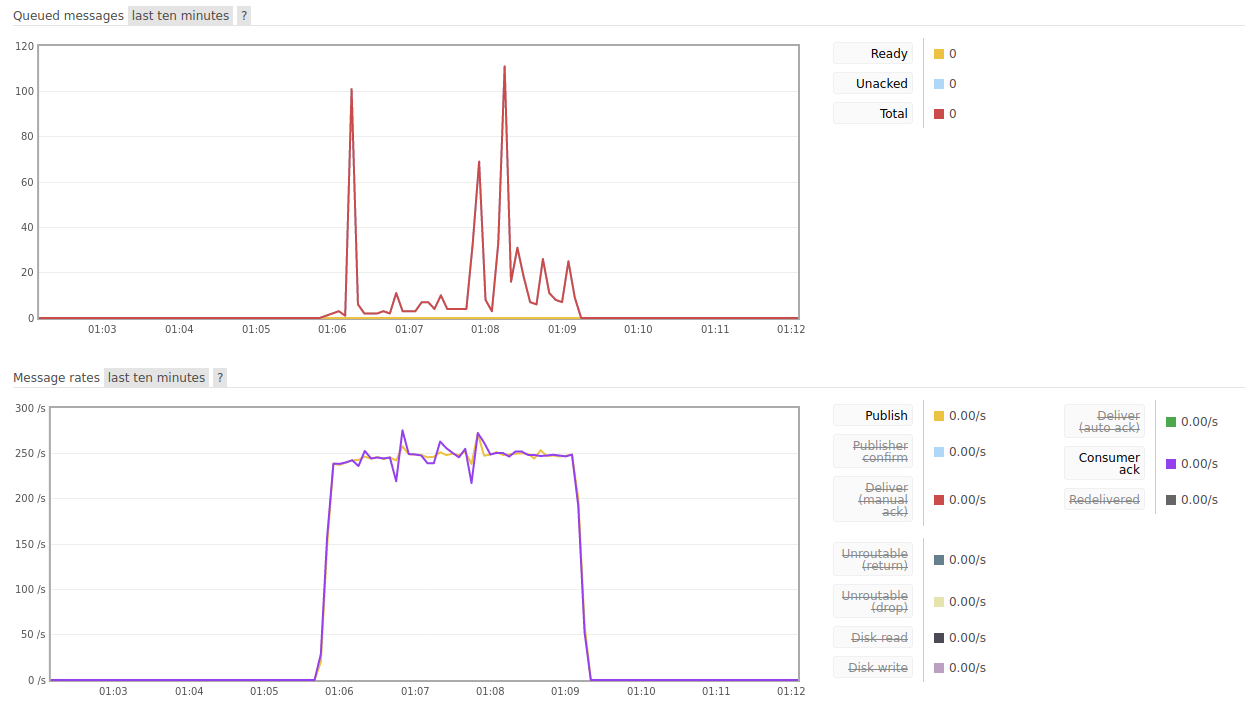 Queued messages last ten minutes ?
120
100
80
60
40
20
0
01:03 01:04 01:05 01:06 01:07 01:08 01:09 01:10 01:11 01:12
Ready 0
Unacked 0
Total 0
Message rates last ten minutes ?
300 /s
250 /s
200 /s
150 /s
100 /s
50 /s
0 /s
01:03 01:04 01:05 01:06 01:07 01:08 01:09 01:10 01:11 01:12
Publish 0.00/s
Publisher
confirm 0.00/s
Deliver
(manual
ack) 0.00/s
Deliver
(auto ack) 0.00/s
Consumer
ack 0.00/s
Redelivered 0.00/s
Unroutable
(return) 0.00/s
Unroutable
(drop) 0.00/s
Disk read 0.00/s
Disk write 0.00/s